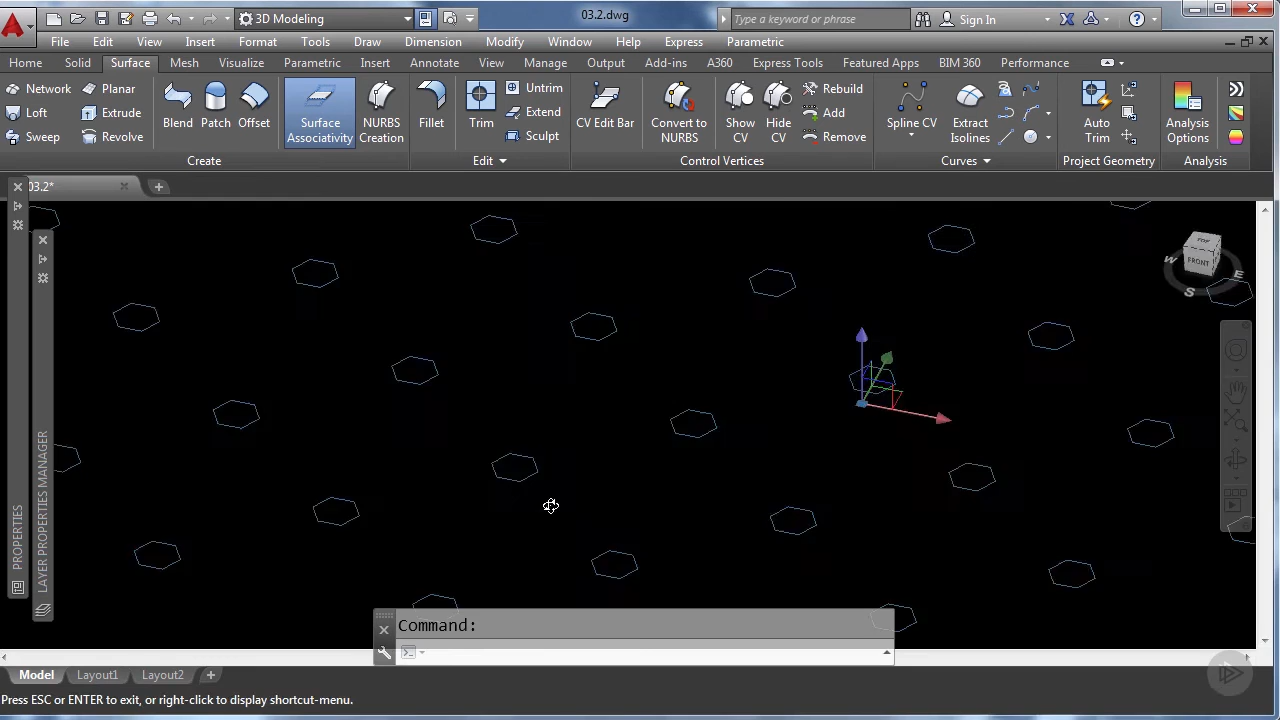 3D Modeling 03.2.dwg Type a keyword or phrase Sign In
File Edit View Insert Format Tools Draw Dimension Modify Window Help Express Parametric
Home Solid Surface Mesh Visualize Parametric Insert Annotate View Manage Output Add-ins A360 Express Tools Featured Apps BIM 360 Performance
Network Planar Untrim Rebuild
Loft Extrude Extend Add
Sweep Revolve Sculpt Remove
Blend Patch Offset Surface Associativity NURBS Creation Fillet Trim CV Edit Bar Convert to NURBS Show CV Hide CV Spline CV Extract Isolines Auto Trim Analysis Options
Create Edit Control Vertices Curves Project Geometry Analysis
03.2*
TOP
FRONT
W
E
S
PROPERTIES
LAYER PROPERTIES MANAGER
Command:
Model Layout1 Layout2
Press ESC or ENTER to exit, or right-click to display shortcut-menu.